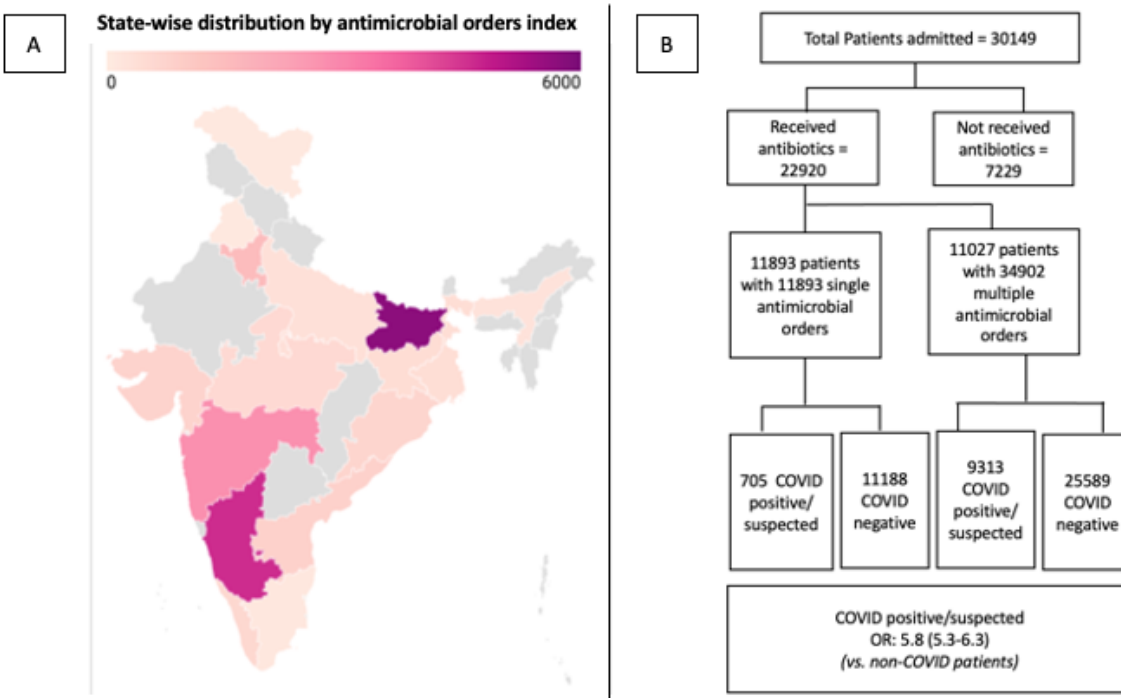 A
State-wise distribution by antimicrobial orders index
0
6000
B
Total Patients admitted = 30149
Received
antibiotics =
22920
Not received
antibiotics =
7229
11893 patients
with 11893 single
antimicrobial
orders
11027 patients
with 34902
multiple
antimicrobial
orders
705 COVID
positive/
suspected
11188
COVID
negative
9313
COVID
positive/
suspected
25589
COVID
negative
COVID positive/suspected
OR: 5.8 (5.3-6.3)
(vs. non-COVID patients)